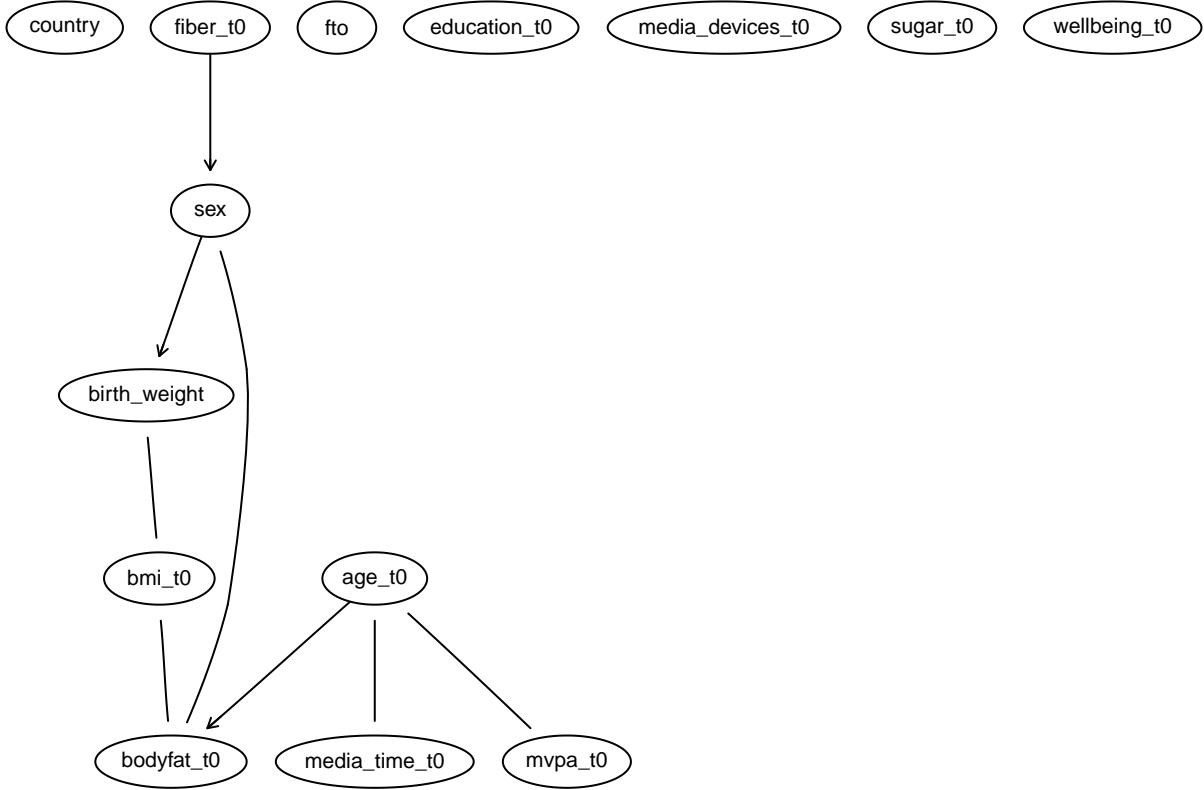 country
fiber_t0
fto
education_t0
media_devices_t0
sugar_t0
wellbeing_t0
sex
birth_weight
bmi_t0
age_t0
bodyfat_t0
media_time_t0
mvpa_t0